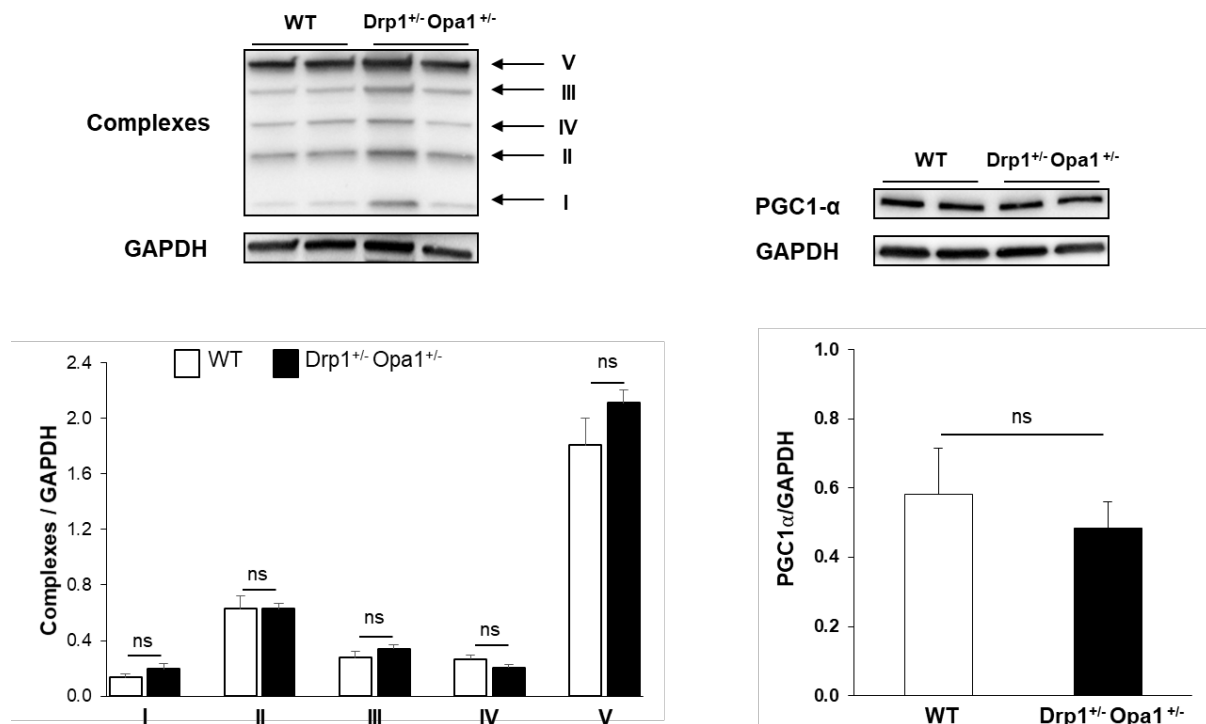 WT Drp1+/- Opa1+/-
Complexes
V
III
IV
II
I
GAPDH
WT Drp1+/- Opa1+/-
PGC1-α
GAPDH
WT Drp1+/- Opa1+/-
Complexes / GAPDH
2.4
2.0
1.6
1.2
0.8
0.4
0.0
ns
ns
ns
ns
ns
I II III IV V
PGC1α/GAPDH
1.0
0.8
0.6
0.4
0.2
0.0
ns
WT Drp1+/- Opa1+/-